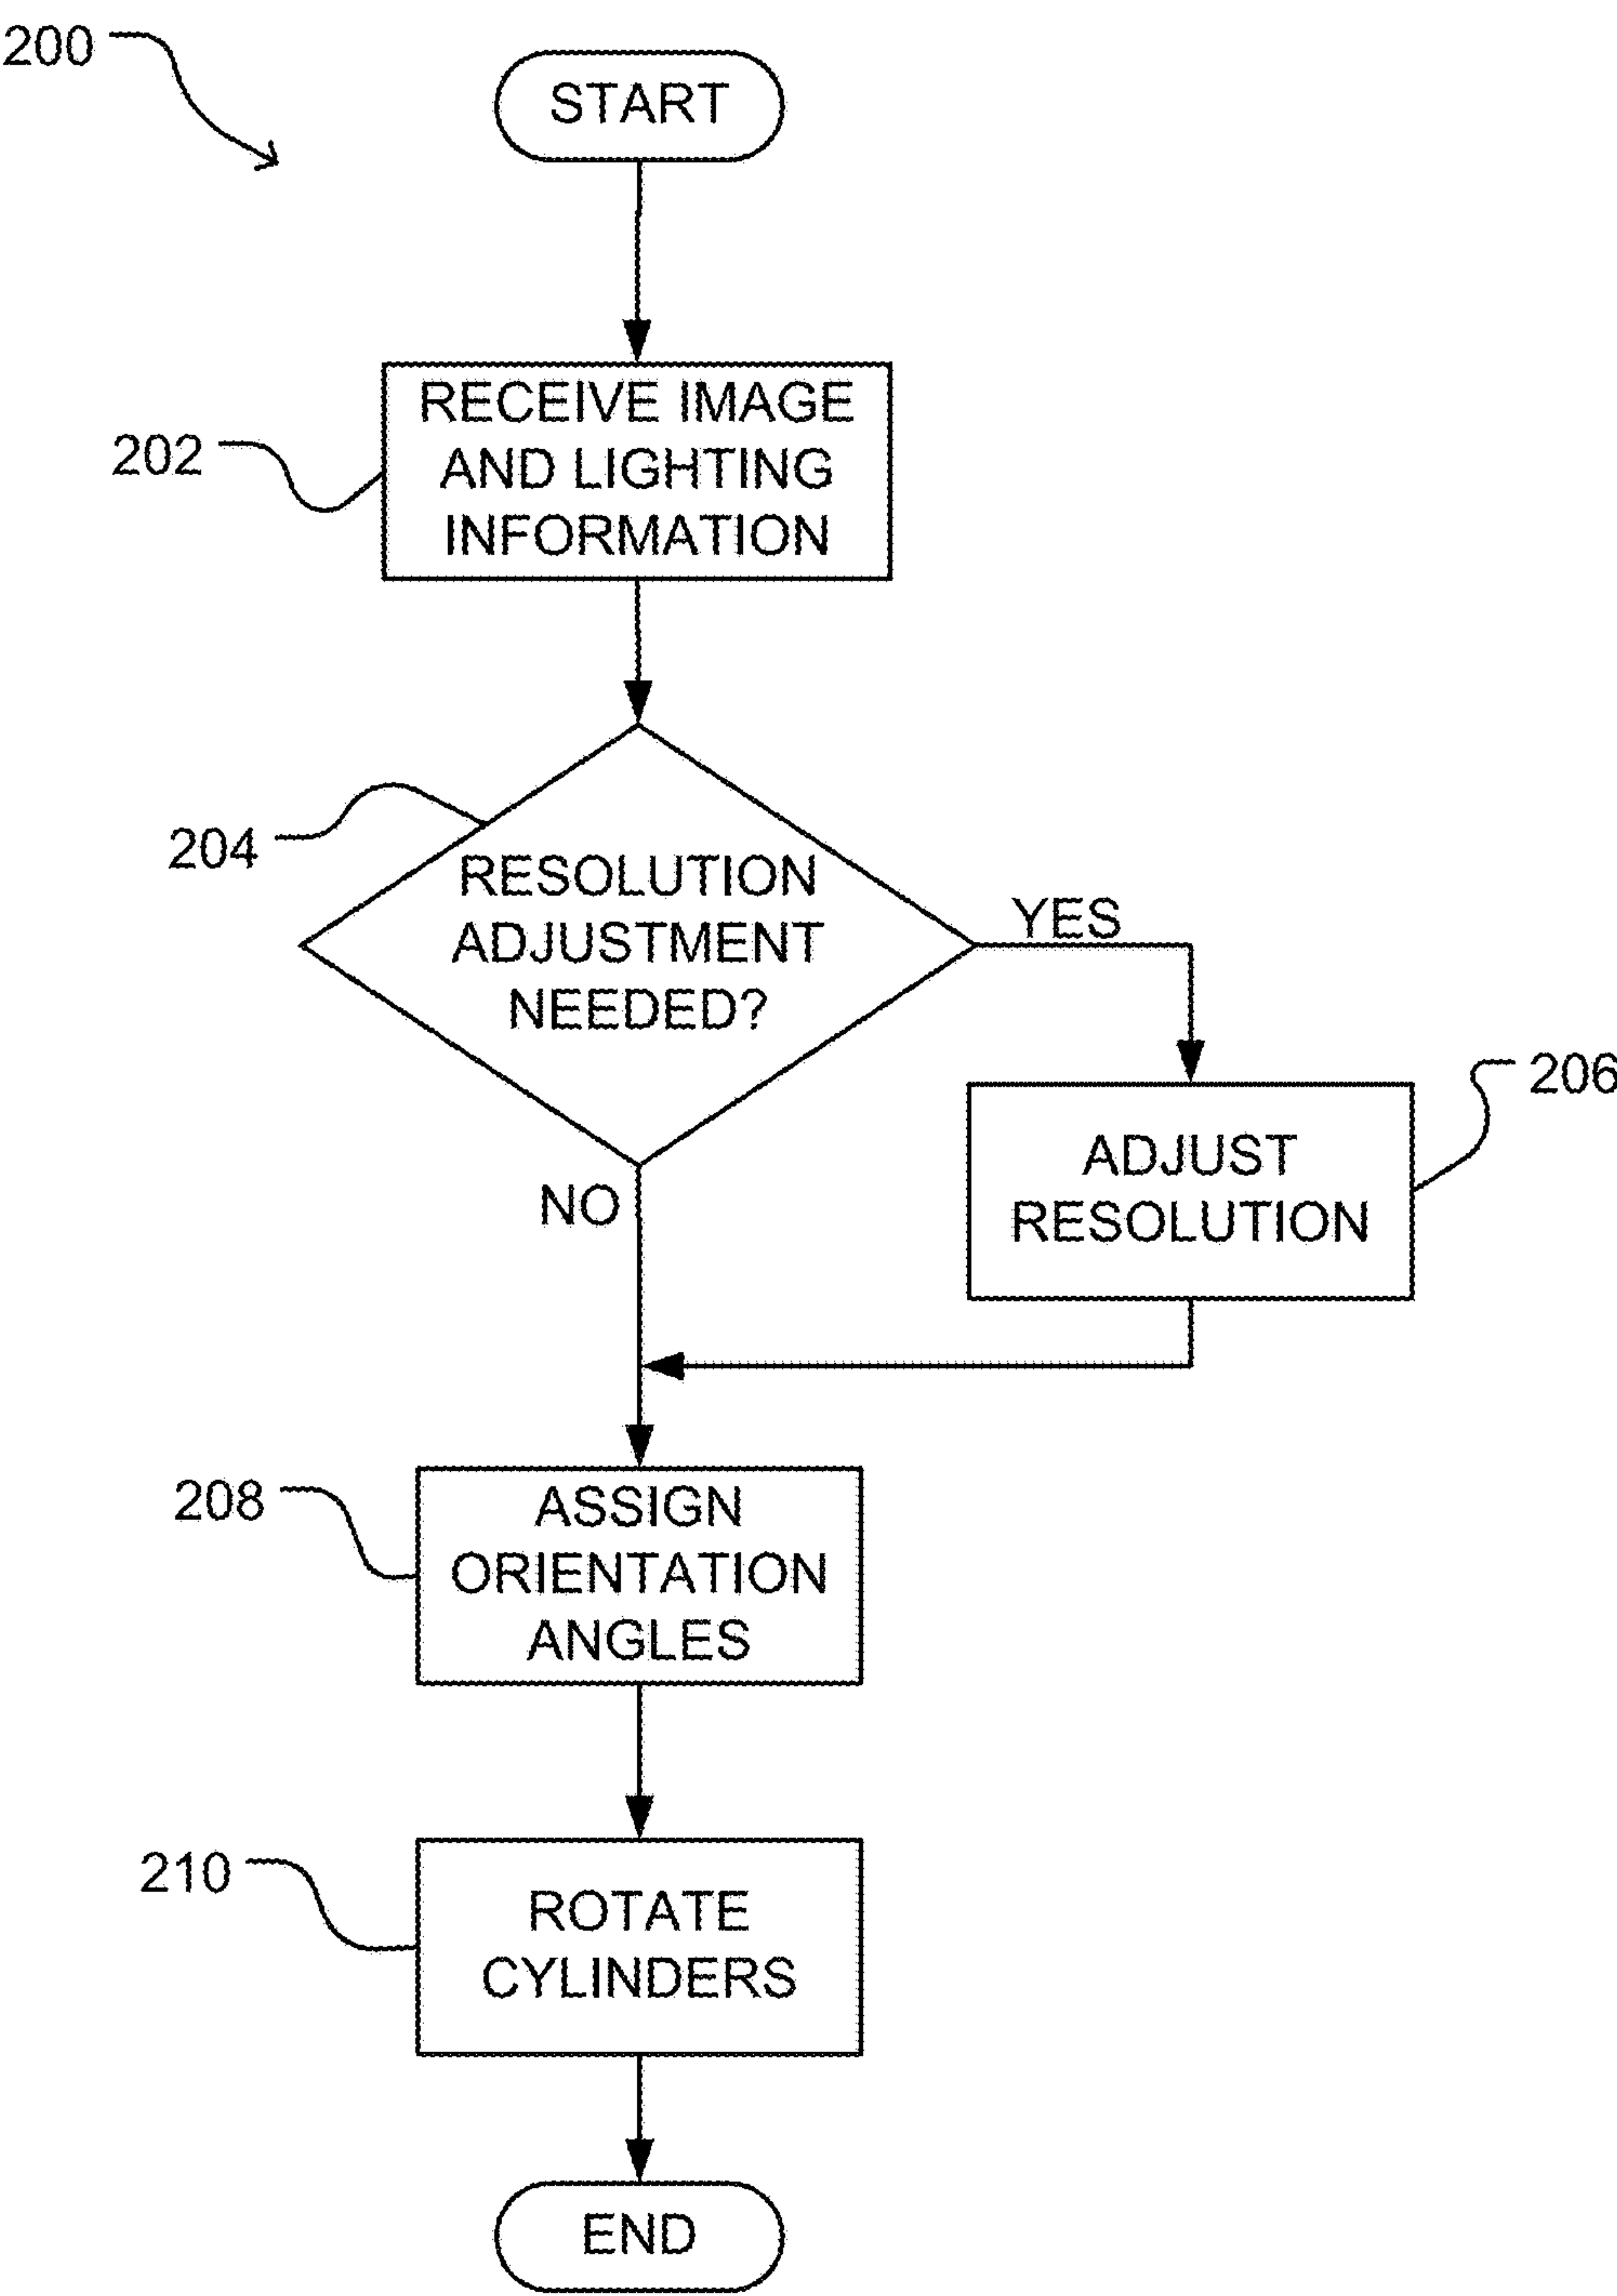 200
START
202
RECEIVE IMAGE
AND LIGHTING
INFORMATION
204
RESOLUTION
ADJUSTMENT
NEEDED?
YES
206
ADJUST
RESOLUTION
NO
208
ASSIGN
ORIENTATION
ANGLES
210
ROTATE
CYLINDERS
END